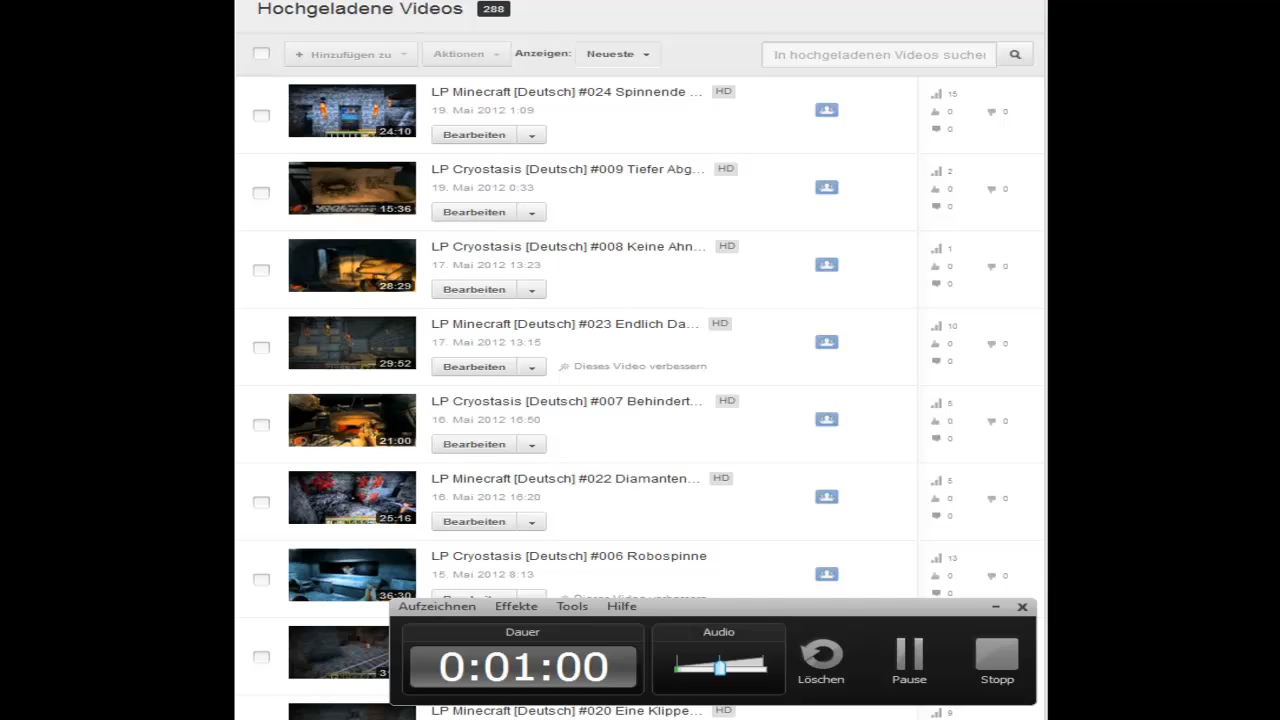 Hochgeladene Videos 288
+ Hinzufügen zu Aktionen Anzeigen: Neueste In hochgeladenen Videos suchen
LP Minecraft [Deutsch] #024 Spinnende ... HD
19. Mai 2012 1:09
Bearbeiten
24:10
15
0 0
0
LP Cryostasis [Deutsch] #009 Tiefer Abg... HD
19. Mai 2012 0:33
Bearbeiten
15:36
2
0 0
0
LP Cryostasis [Deutsch] #008 Keine Ahn... HD
17. Mai 2012 13:23
Bearbeiten
28:29
1
0 0
0
LP Minecraft [Deutsch] #023 Endlich Da... HD
17. Mai 2012 13:15
Bearbeiten Dieses Video verbessern
29:52
10
0 0
0
LP Cryostasis [Deutsch] #007 Behindert... HD
16. Mai 2012 16:50
Bearbeiten
21:00
5
0 0
0
LP Minecraft [Deutsch] #022 Diamanten... HD
16. Mai 2012 16:20
Bearbeiten
25:16
5
0 0
0
LP Cryostasis [Deutsch] #006 Robospinne
15. Mai 2012 8:13
36:30
13
0 0
0
Aufzeichnen Effekte Tools Hilfe
Dauer Audio
0:01:00
Löschen Pause Stopp
LP Minecraft [Deutsch] #020 Eine Klippe... HD
9